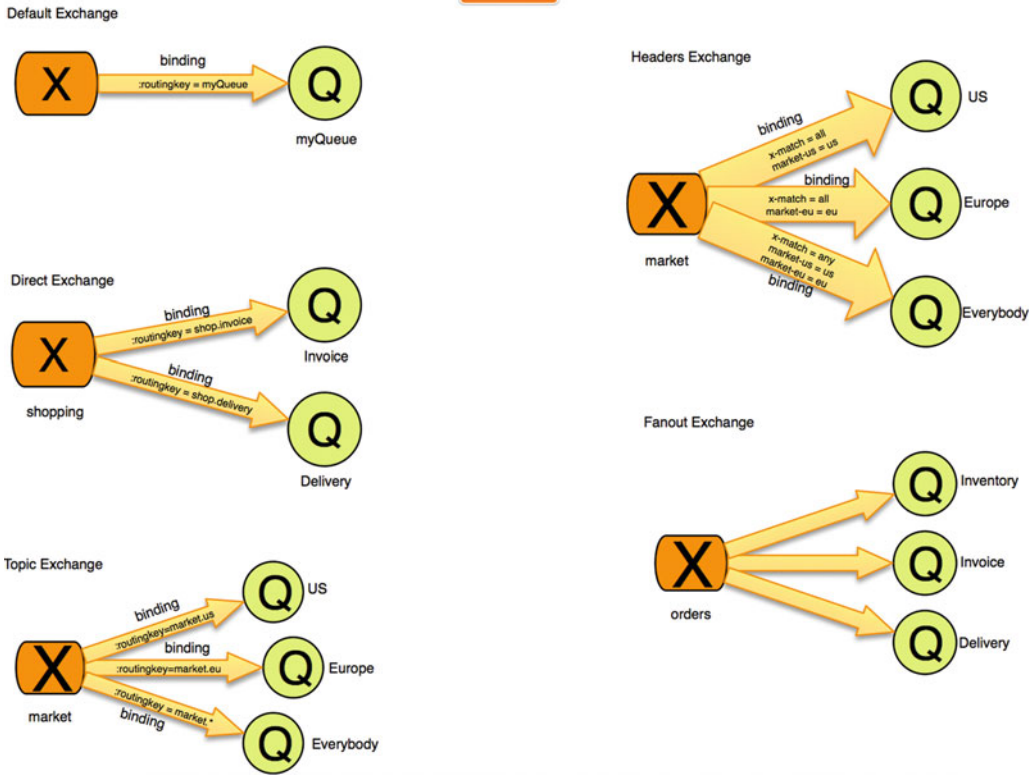 Default Exchange
X
binding
:routingkey = myQueue
Q
myQueue
Direct Exchange
X
shopping
binding
:routingkey = shop.invoice
Q
Invoice
binding
:routingkey = shop.delivery
Q
Delivery
Topic Exchange
X
market
binding
:routingkey=market.us
Q
US
binding
:routingkey=market.eu
Q
Europe
:routingkey = market.*
binding
Q
Everybody
Headers Exchange
X
market
binding
x-match = all
market-us = us
Q
US
binding
x-match = all
market-eu = eu
Q
Europe
x-match = any
market-us = us
market-eu = eu
binding
Q
Everybody
Fanout Exchange
X
orders
Q
Inventory
Q
Invoice
Q
Delivery